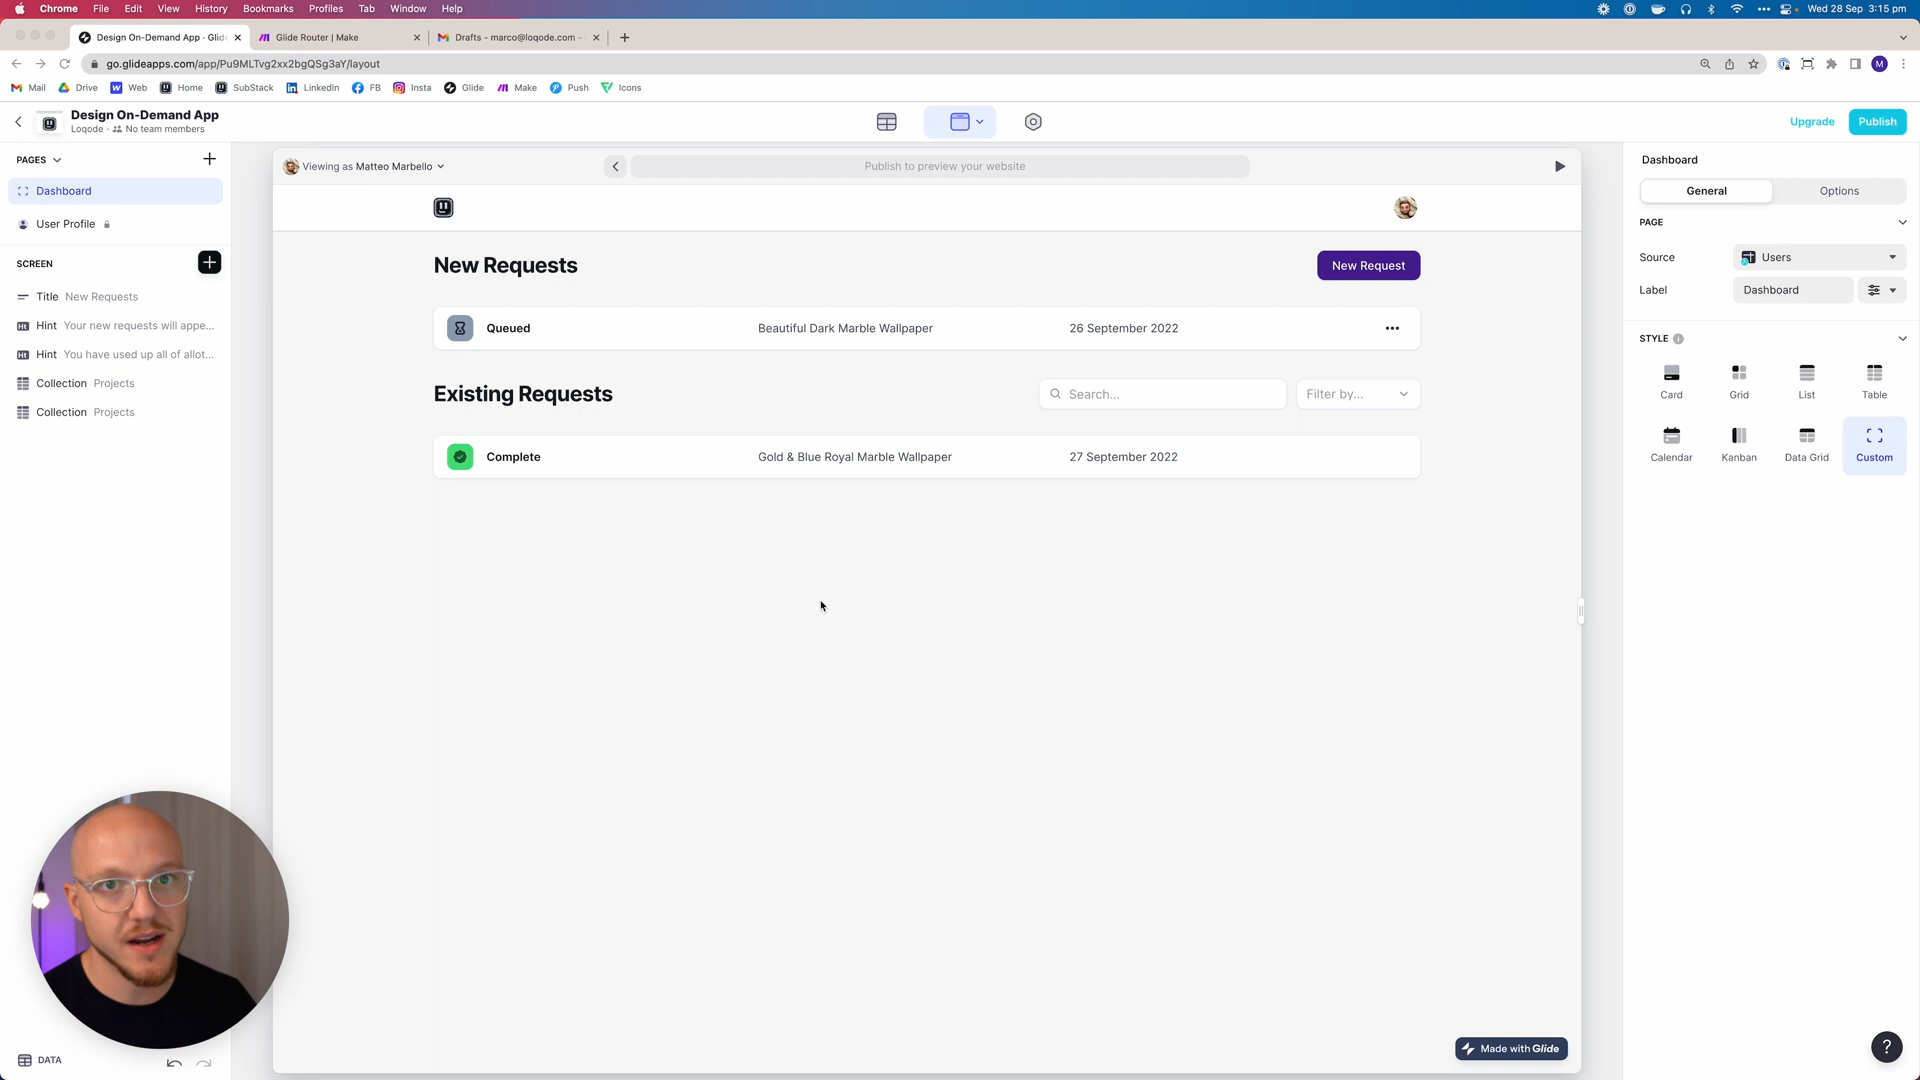 Chrome File Edit View History Bookmarks Profiles Tab Window Help Wed 28 Sep 3:15 pm
Design On-Demand App · Glid Glide Router | Make Drafts - marco@loqode.com -
go.glideapps.com/app/Pu9MLTvg2xx2bgQSg3aY/layout M
Mail Drive Web Home SubStack LinkedIn FB Insta Glide Make Push Icons
Design On-Demand App
Loqode · No team members
Upgrade Publish
PAGES
Dashboard
User Profile
SCREEN
Title New Requests
Hint Your new requests will appe...
Hint You have used up all of allot...
Collection Projects
Collection Projects
DATA
Viewing as Matteo Marbello
Publish to preview your website
New Requests New Request
Queued Beautiful Dark Marble Wallpaper 26 September 2022
Existing Requests Search... Filter by...
Complete Gold & Blue Royal Marble Wallpaper 27 September 2022
Made with Glide
Dashboard
General Options
PAGE
Source Users
Label Dashboard
STYLE
Card Grid List Table
Calendar Kanban Data Grid Custom
?